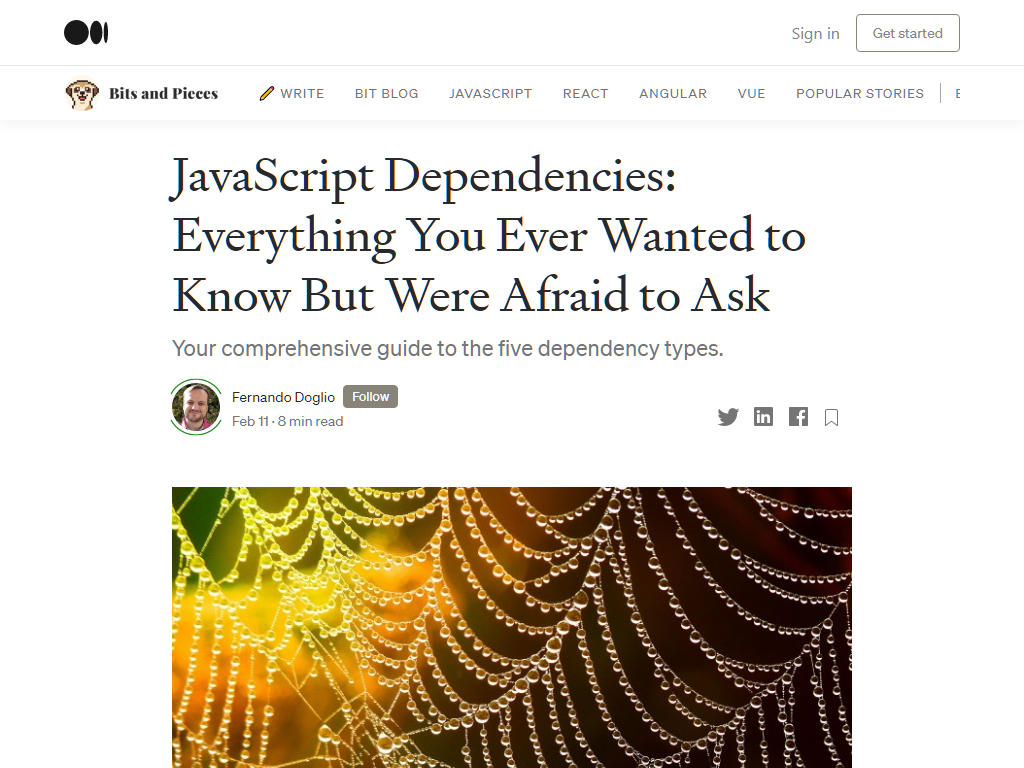 Sign in
Get started
Bits and Pieces
WRITE
BIT BLOG
JAVASCRIPT
REACT
ANGULAR
VUE
POPULAR STORIES
JavaScript Dependencies:
Everything You Ever Wanted to
Know But Were Afraid to Ask
Your comprehensive guide to the five dependency types.
Fernando Doglio
Follow
Feb 11 · 8 min read